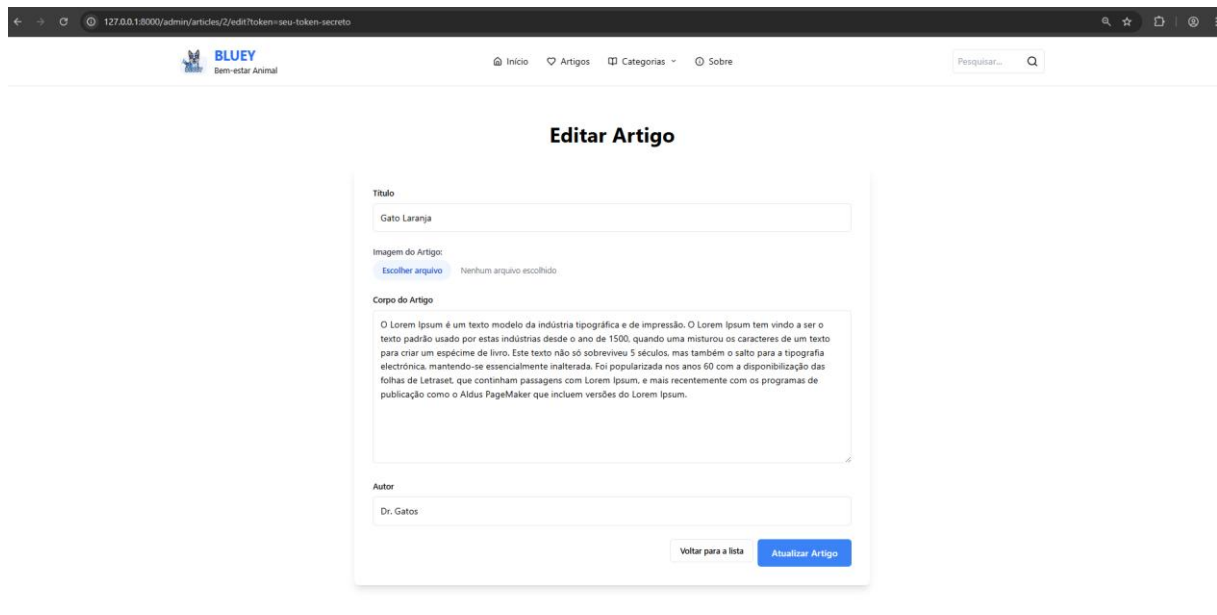 127.0.0.1:8000/admin/articles/2/edit?token=seu-token-secreto
BLUEY
Bem-estar Animal
Início Artigos Categorias Sobre
Pesquisar...
Editar Artigo
Título
Gato Laranja
Imagem do Artigo:
Escolher arquivo Nenhum arquivo escolhido
Corpo do Artigo
O Lorem Ipsum é um texto modelo da indústria tipográfica e de impressão. O Lorem Ipsum tem vindo a ser o
texto padrão usado por estas indústrias desde o ano de 1500, quando uma misturou os caracteres de um texto
para criar um espécime de livro. Este texto não só sobreviveu 5 séculos, mas também o salto para a tipografia
electrónica, mantendo-se essencialmente inalterada. Foi popularizada nos anos 60 com a disponibilização das
folhas de Letraset, que continham passagens com Lorem Ipsum, e mais recentemente com os programas de
publicação como o Aldus PageMaker que incluem versões do Lorem Ipsum.
Autor
Dr. Gatos
Voltar para a lista Atualizar Artigo